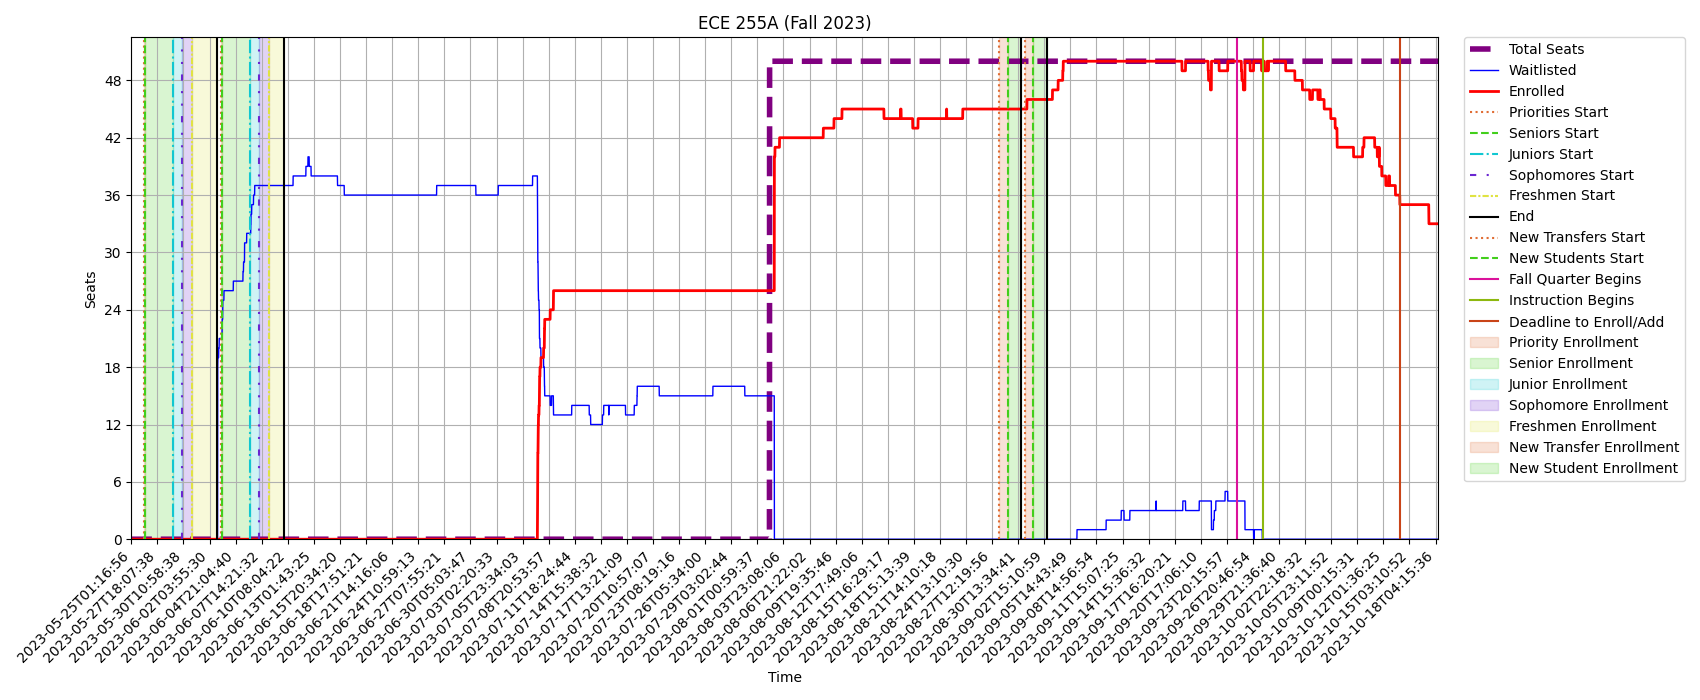 ECE 255A (Fall 2023)
Seats
48
42
36
30
24
18
12
6
0
2023-05-25T01:16:56
2023-05-27T18:07:38
2023-05-30T10:58:38
2023-06-02T03:55:30
2023-06-04T21:04:40
2023-06-07T14:21:32
2023-06-10T08:04:22
2023-06-13T01:43:25
2023-06-15T20:34:20
2023-06-18T17:51:21
2023-06-21T14:16:06
2023-06-24T10:59:13
2023-06-27T07:55:21
2023-06-30T05:03:47
2023-07-03T02:20:33
2023-07-05T23:34:03
2023-07-08T20:53:57
2023-07-11T18:24:44
2023-07-14T15:38:32
2023-07-17T13:21:09
2023-07-20T10:57:07
2023-07-23T08:19:16
2023-07-26T05:34:00
2023-07-29T03:02:44
2023-08-01T00:59:37
2023-08-03T23:08:06
2023-08-06T21:22:02
2023-08-09T19:35:46
2023-08-12T17:49:06
2023-08-15T16:29:17
2023-08-18T15:13:39
2023-08-21T14:10:18
2023-08-24T13:10:30
2023-08-27T12:19:56
2023-08-30T13:34:41
2023-09-02T15:10:59
2023-09-05T14:43:49
2023-09-08T14:56:54
2023-09-11T15:07:25
2023-09-14T15:36:32
2023-09-17T16:20:21
2023-09-20T17:06:10
2023-09-23T20:15:57
2023-09-26T20:46:54
2023-09-29T21:36:40
2023-10-02T22:18:32
2023-10-05T23:11:52
2023-10-09T00:15:31
2023-10-12T01:36:25
2023-10-15T03:10:52
2023-10-18T04:15:36
Time
Total Seats
Waitlisted
Enrolled
Priorities Start
Seniors Start
Juniors Start
Sophomores Start
Freshmen Start
End
New Transfers Start
New Students Start
Fall Quarter Begins
Instruction Begins
Deadline to Enroll/Add
Priority Enrollment
Senior Enrollment
Junior Enrollment
Sophomore Enrollment
Freshmen Enrollment
New Transfer Enrollment
New Student Enrollment